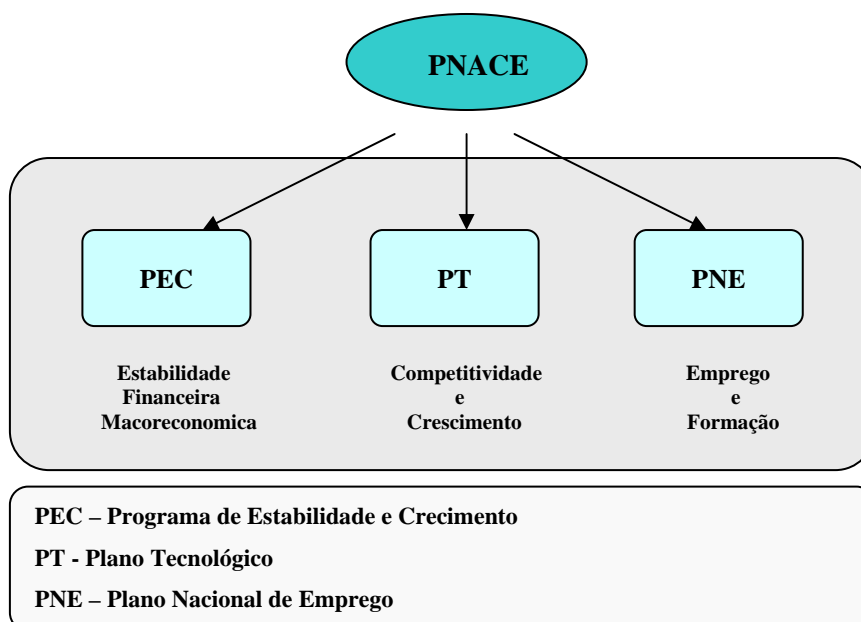 PNACE
PEC
PT
PNE
Estabilidade
Financeira
Macoreconomica
Competitividade
e
Crescimento
Emprego
e
Formação
PEC – Programa de Estabilidade e Crecimento
PT - Plano Tecnológico
PNE – Plano Nacional de Emprego